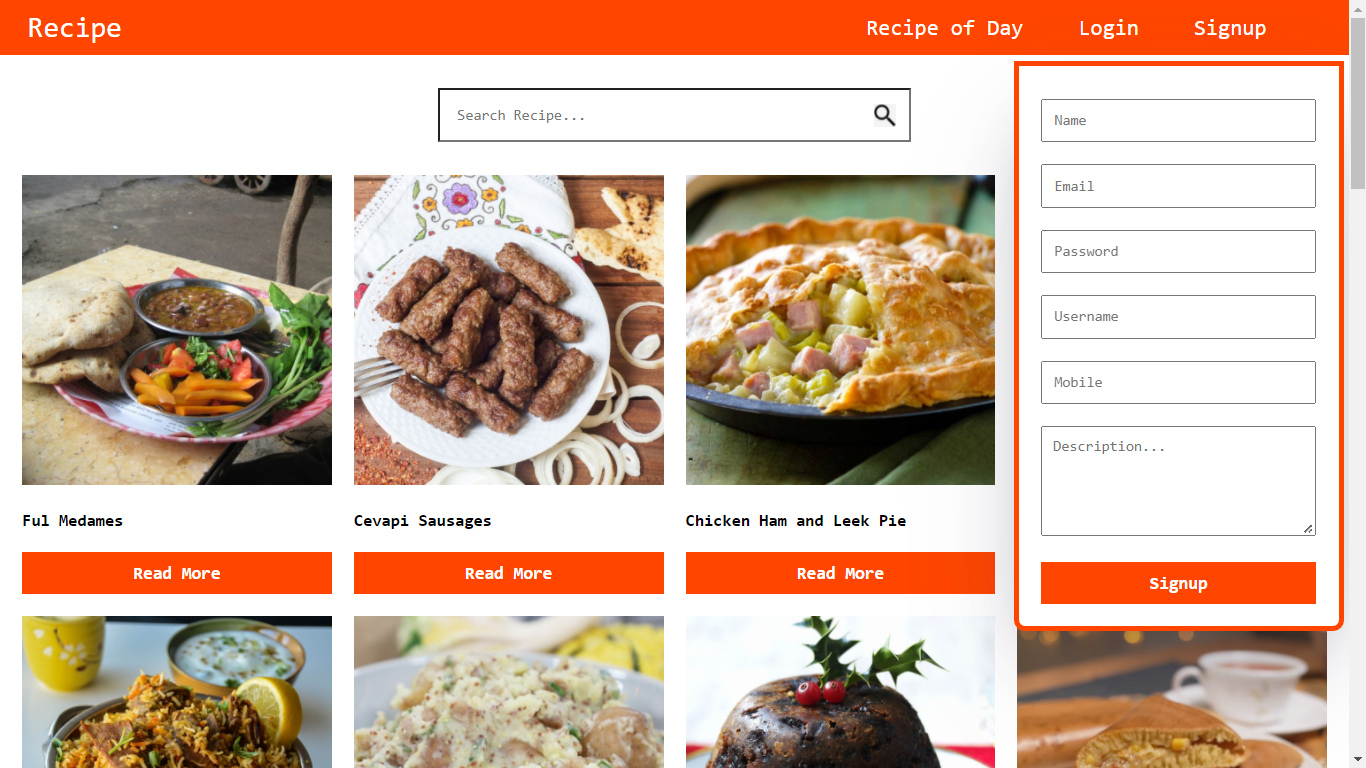 Recipe
Recipe of Day
Login
Signup
Search Recipe...
Name
Email
Password
Username
Mobile
Description...
Signup
Ful Medames
Cevapi Sausages
Chicken Ham and Leek Pie
Read More
Read More
Read More